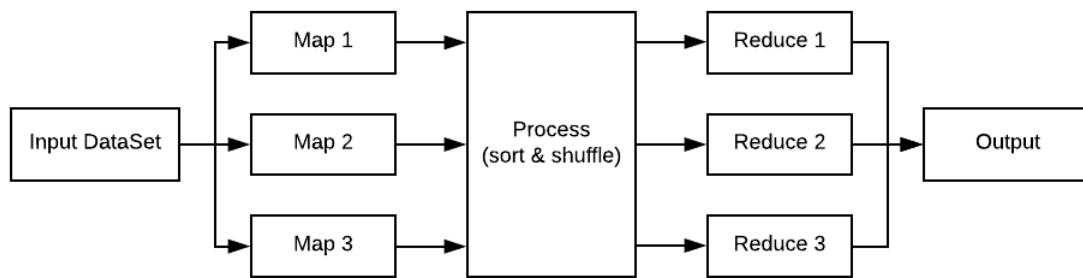 Input DataSet
Map 1
Map 2
Map 3
Process
(sort & shuffle)
Reduce 1
Reduce 2
Reduce 3
Output